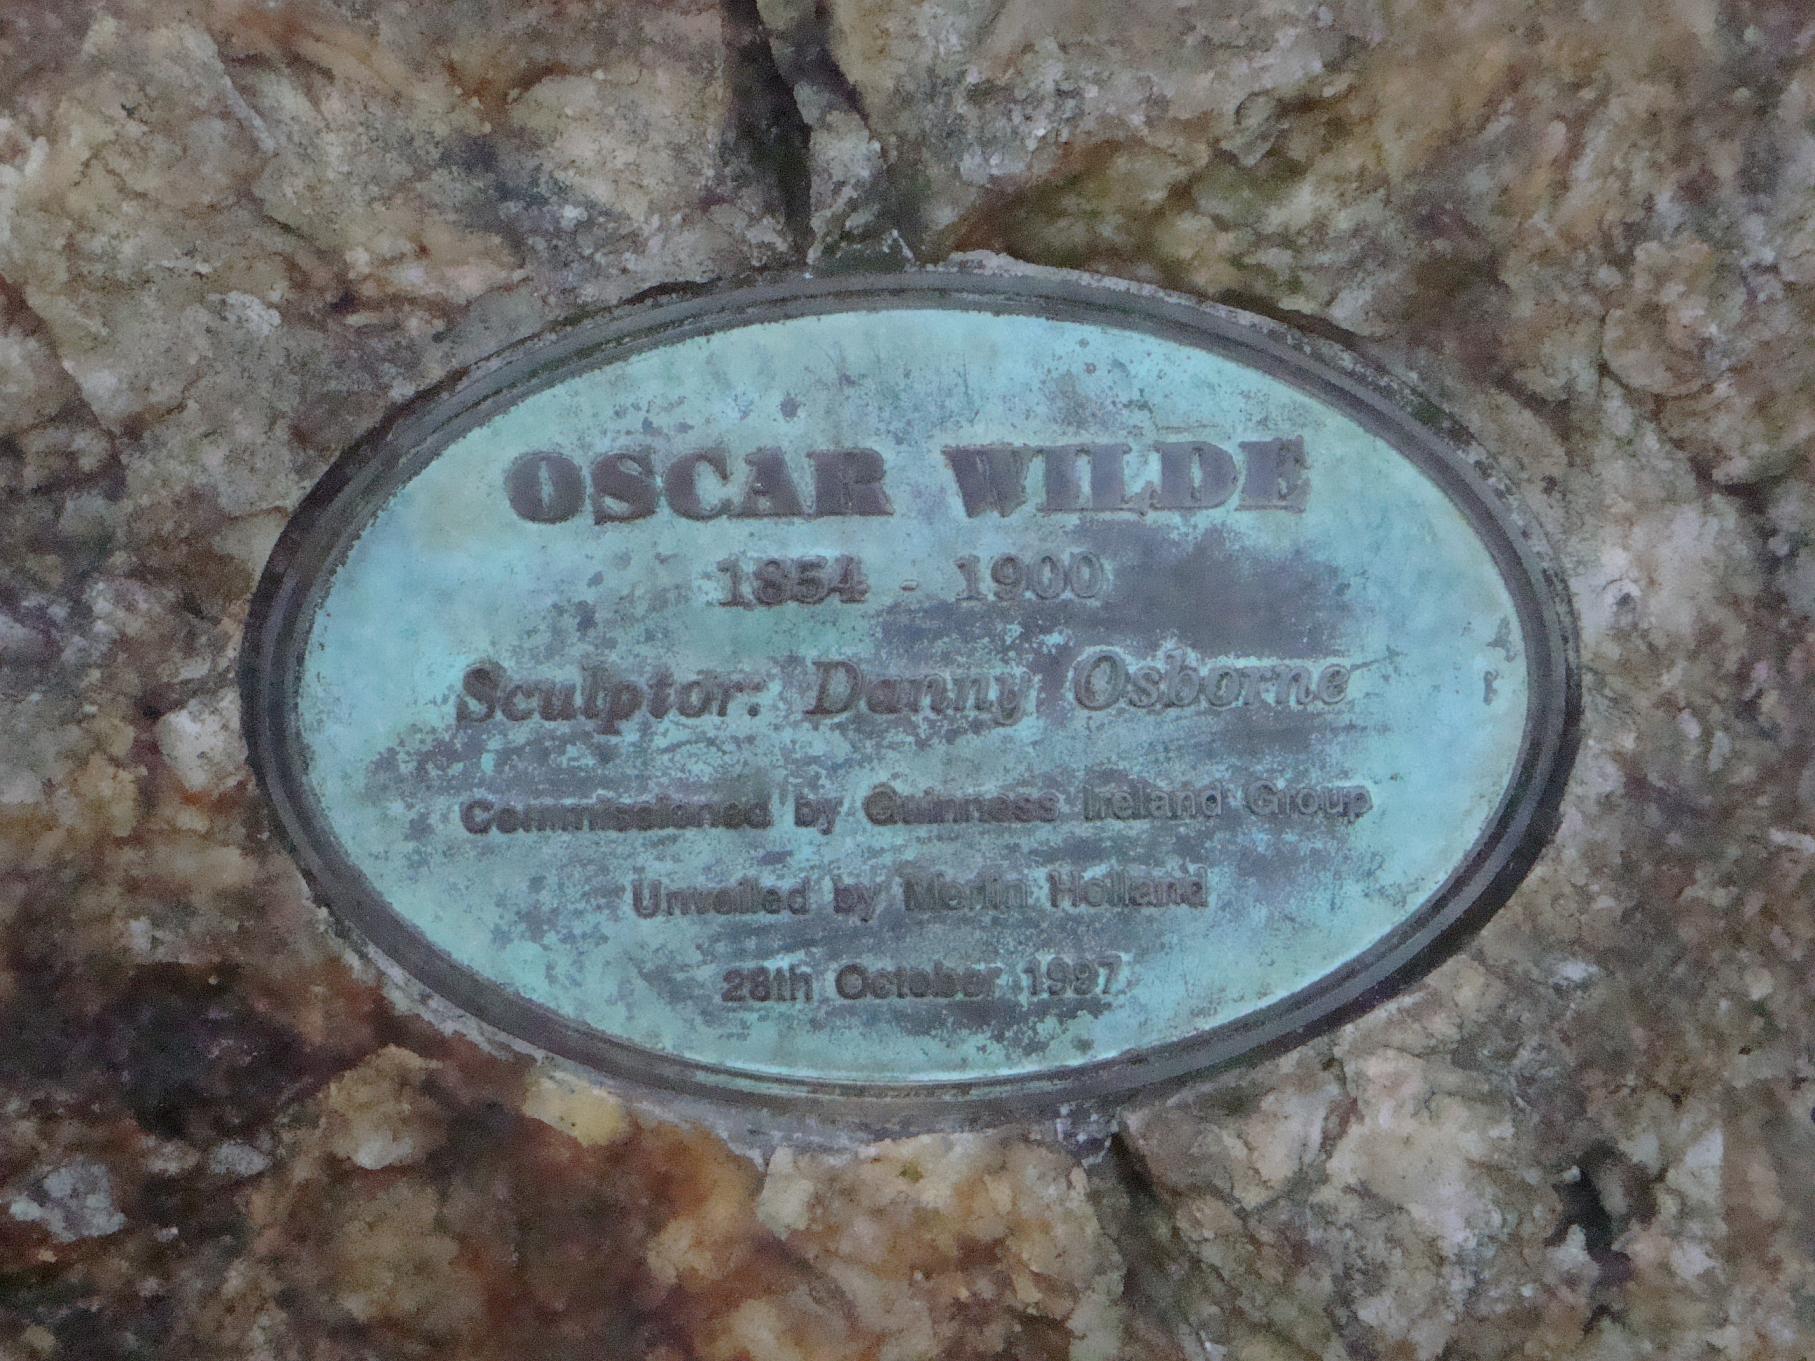 OSCAR WILDE
1854 - 1900
Sculptor: Danny Osborne
Commissioned by Guinness Ireland Group
Unveiled by Merlin Holland
28th October 1997